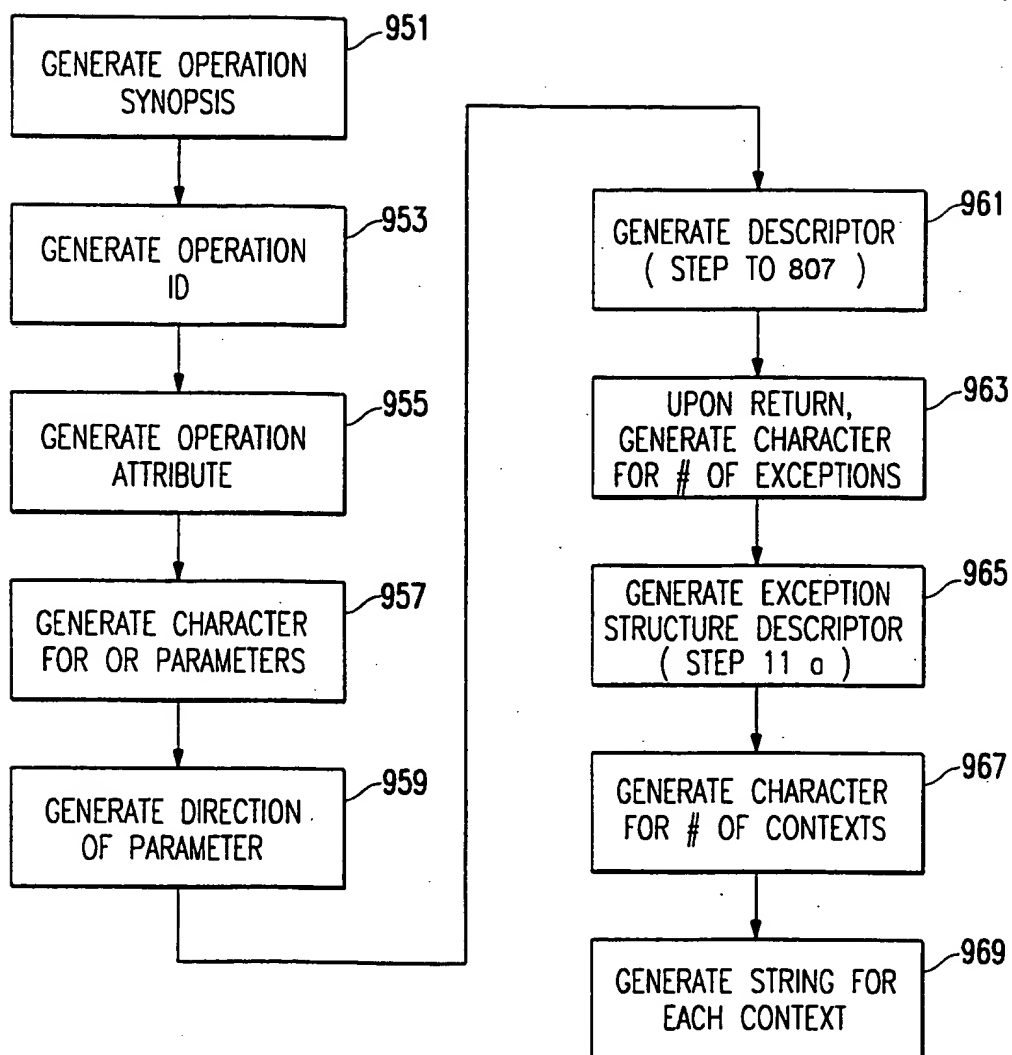 951
GENERATE OPERATION
SYNOPSIS
953
GENERATE OPERATION
ID
955
GENERATE OPERATION
ATTRIBUTE
957
GENERATE CHARACTER
FOR OR PARAMETERS
959
GENERATE DIRECTION
OF PARAMETER
961
GENERATE DESCRIPTOR
( STEP TO 807 )
963
UPON RETURN,
GENERATE CHARACTER
FOR # OF EXCEPTIONS
965
GENERATE EXCEPTION
STRUCTURE DESCRIPTOR
( STEP 11 a )
967
GENERATE CHARACTER
FOR # OF CONTEXTS
969
GENERATE STRING FOR
EACH CONTEXT